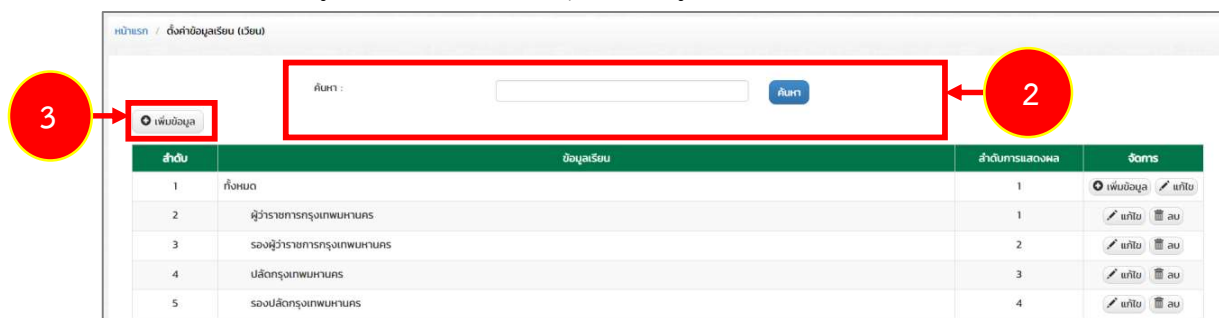 หน้าแรก / ตั้งค่าข้อมูลเรียน (เวียน)
ค้นหา : ค้นหา
2
3
เพิ่มข้อมูล
ลำดับ ข้อมูลเรียน ลำดับการแสดงผล จัดการ
1 ทั้งหมด 1 เพิ่มข้อมูล แก้ไข
2 ผู้ว่าราชการกรุงเทพมหานคร 1 แก้ไข ลบ
3 รองผู้ว่าราชการกรุงเทพมหานคร 2 แก้ไข ลบ
4 ปลัดกรุงเทพมหานคร 3 แก้ไข ลบ
5 รองปลัดกรุงเทพมหานคร 4 แก้ไข ลบ